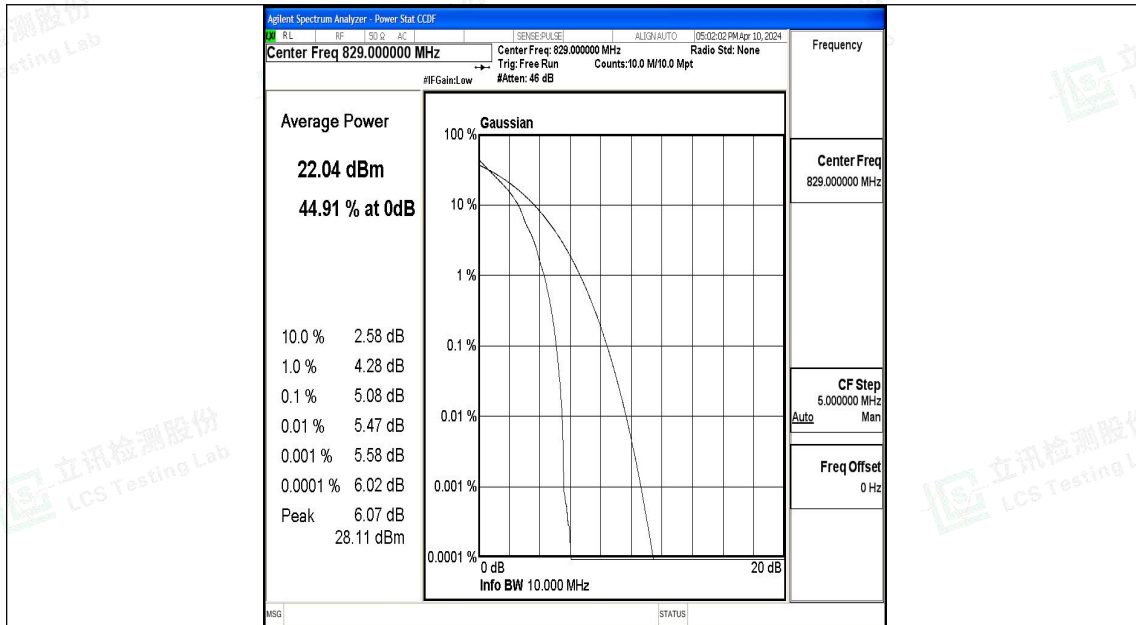 Agilent Spectrum Analyzer - Power Stat CCDF
RL RF 50 Ω AC SENSE:PULSE ALIGNAUTO 05:02:02 PM Apr 10, 2024
Center Freq 829.000000 MHz
Center Freq: 829.000000 MHz Radio Std: None
Trig: Free Run Counts:10.0 M/10.0 Mpt
#IFGain:Low #Atten: 46 dB
Frequency
Average Power
22.04 dBm
44.91 % at 0dB
10.0 % 2.58 dB
1.0 % 4.28 dB
0.1 % 5.08 dB
0.01 % 5.47 dB
0.001 % 5.58 dB
0.0001 % 6.02 dB
Peak 6.07 dB
28.11 dBm
Gaussian
100 %
10 %
1 %
0.1 %
0.01 %
0.001 %
0.0001 %
0 dB 20 dB
Info BW 10.000 MHz
Center Freq
829.000000 MHz
CF Step
5.000000 MHz
Auto Man
Freq Offset
0 Hz
MSG STATUS
立讯检测股份
LCS Testing Lab